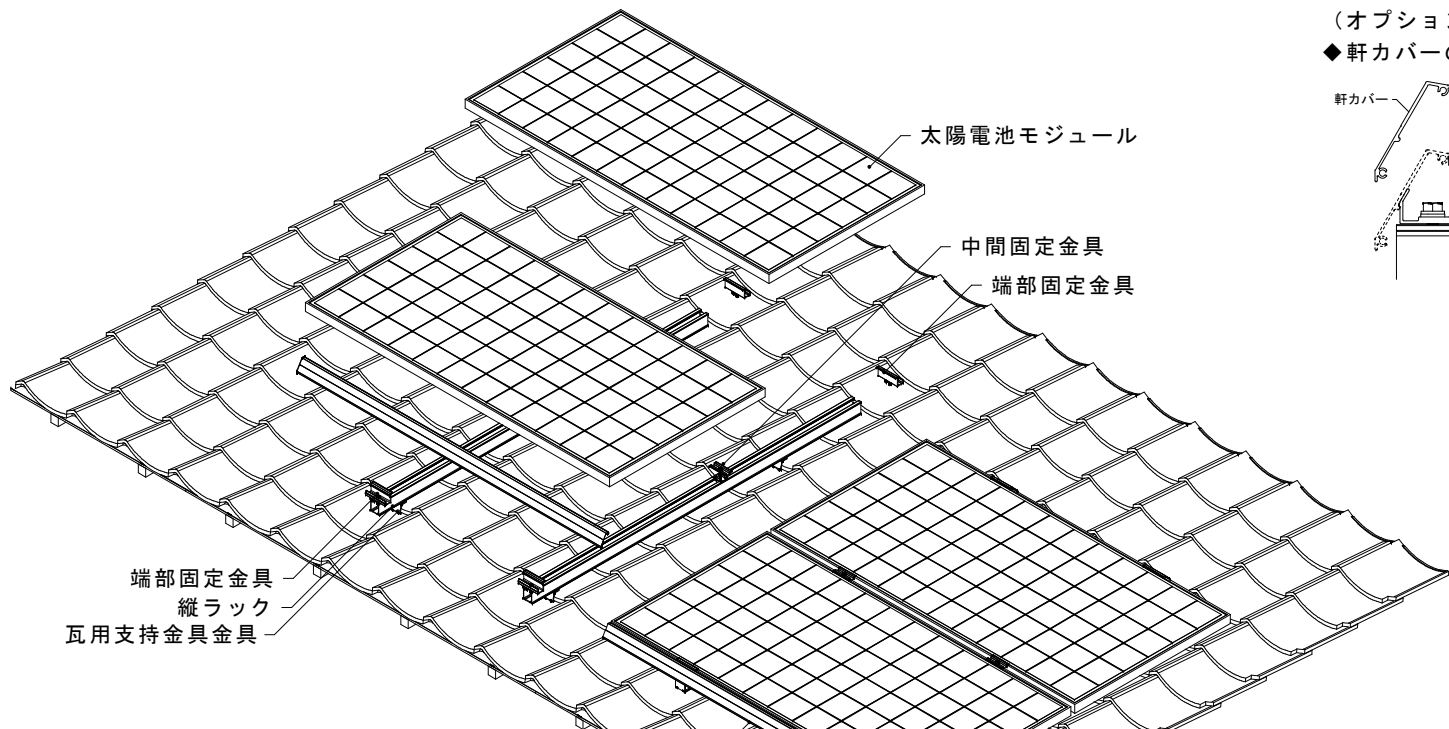 （オプション
◆軒カバーの
軒カバー
太陽電池モジュール
中間固定金具
端部固定金具
端部固定金具
縦ラック
瓦用支持金具金具